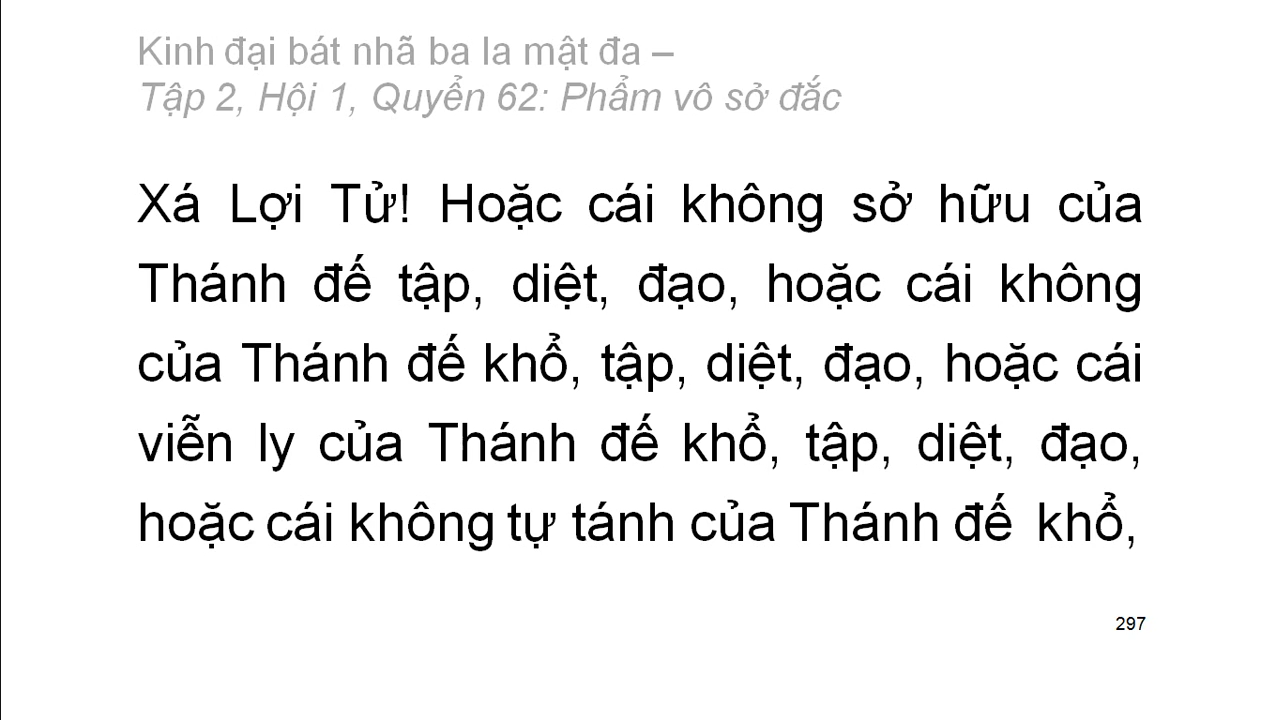 Kinh đại bát nhã ba la mật đa –
Tập 2, Hội 1, Quyển 62: Phẩm vô sở đắc
Xá Lợi Tử! Hoặc cái không sở hữu của
Thánh đế tập, diệt, đạo, hoặc cái không
của Thánh đế khổ, tập, diệt, đạo, hoặc cái
viễn ly của Thánh đế khổ, tập, diệt, đạo,
hoặc cái không tự tánh của Thánh đế khổ,
297